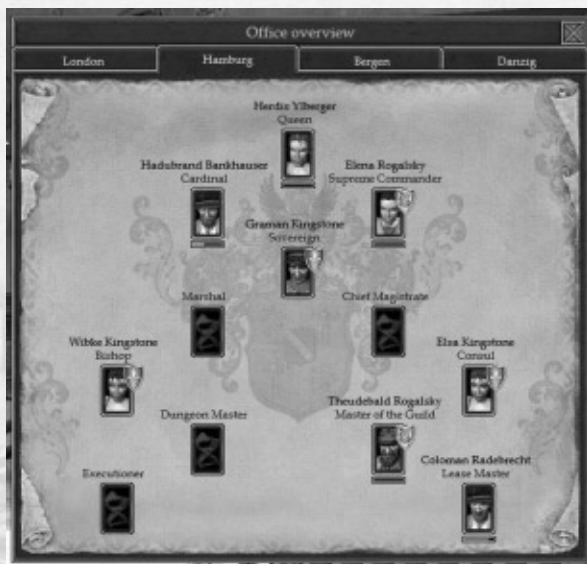 Office overview
London
Hamburg
Bergen
Danzig
Herdis Ylberger
Queen
Hadubrand Bankhauser
Cardinal
Elena Rogalsky
Supreme Commander
Graman Kingstone
Sovereign
Marshal
Chief Magistrate
Wibke Kingstone
Bishop
Elsa Kingstone
Consul
Dungeon Master
Theudebald Rogalsky
Master of the Guild
Executioner
Coloman Radebrecht
Lease Master